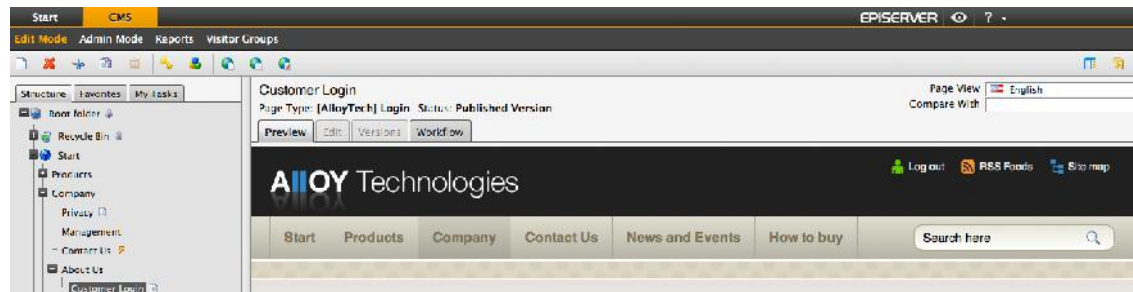 Start CMS EPISERVER ?
Edit Mode Admin Mode Reports Visitor Groups
Structure Favorites My Tasks
Root folder
Recycle Bin
Start
Products
Company
Privacy
Management
Contact Us
About Us
Customer Login
Customer Login
Page Type: [AlloyTech] Login Status: Published Version
Page View English
Compare With
Preview Edit Versions Workflow
ALLOY Technologies
Log out RSS Feeds Site map
Start Products Company Contact Us News and Events How to buy Search here